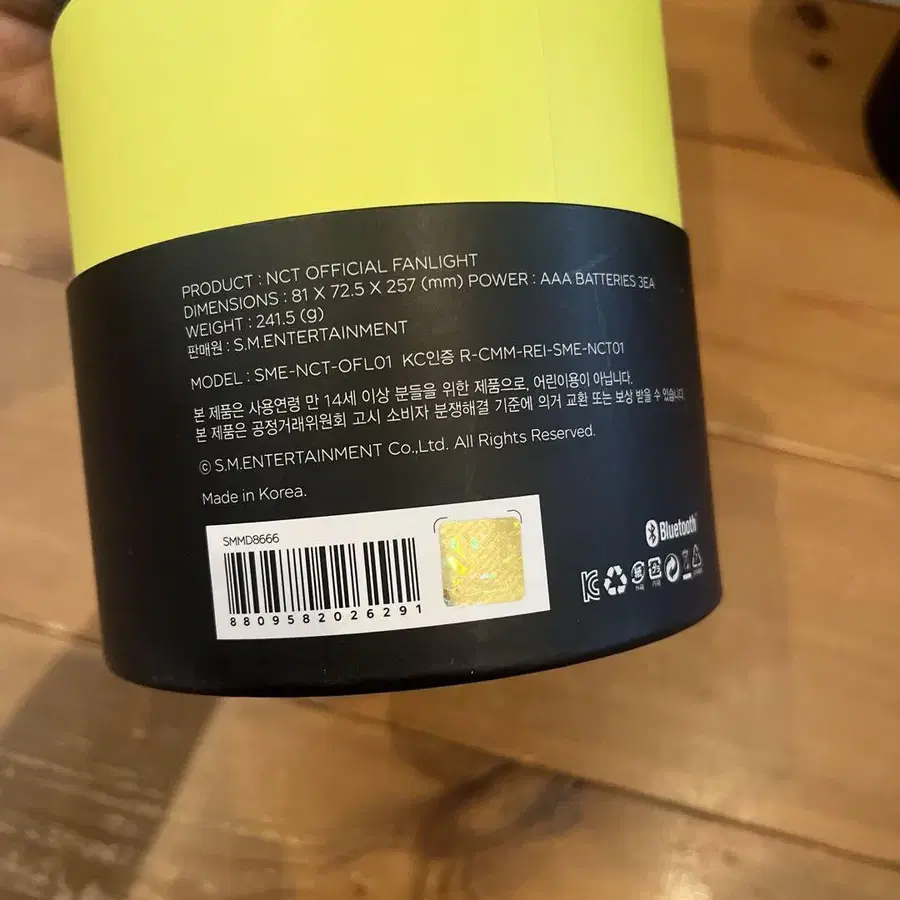 PRODUCT : NCT OFFICIAL FANLIGHT
DIMENSIONS : 81 X 72.5 X 257 (mm) POWER : AAA BATTERIES 3EA
WEIGHT : 241.5 (g)
판매원 : S.M.ENTERTAINMENT
MODEL : SME-NCT-OFL01 KC인증 R-CMM-REI-SME-NCT01
본 제품은 사용연령 만 14세 이상 분들을 위한 제품으로, 어린이용이 아닙니다.
본 제품은 공정거래위원회 고시 소비자 분쟁해결 기준에 의거 교환 또는 보상 받을 수 있습니다.
© S.M.ENTERTAINMENT Co.,Ltd. All Rights Reserved.
Made in Korea.
SMMD8666
8809582026291
Bluetooth